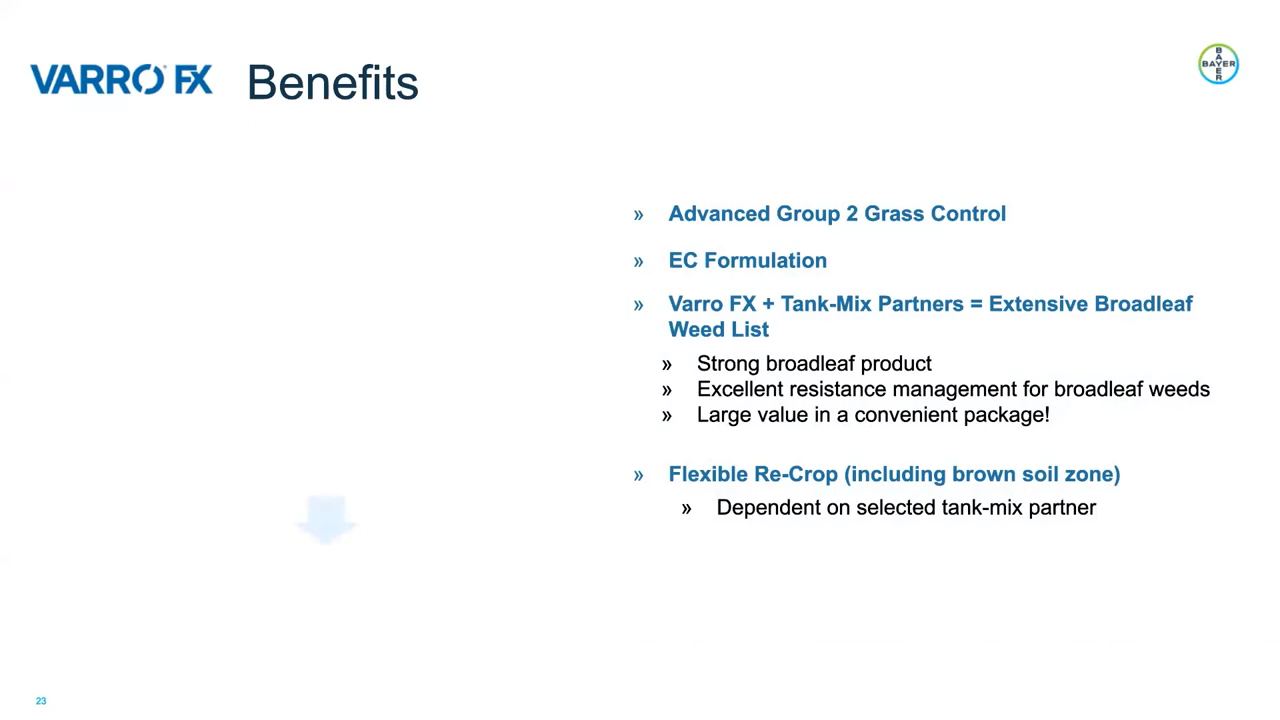 VARRO® FX Benefits
BAYER
BAYER
» Advanced Group 2 Grass Control
» EC Formulation
» Varro FX + Tank-Mix Partners = Extensive Broadleaf
Weed List
» Strong broadleaf product
» Excellent resistance management for broadleaf weeds
» Large value in a convenient package!
» Flexible Re-Crop (including brown soil zone)
» Dependent on selected tank-mix partner
23